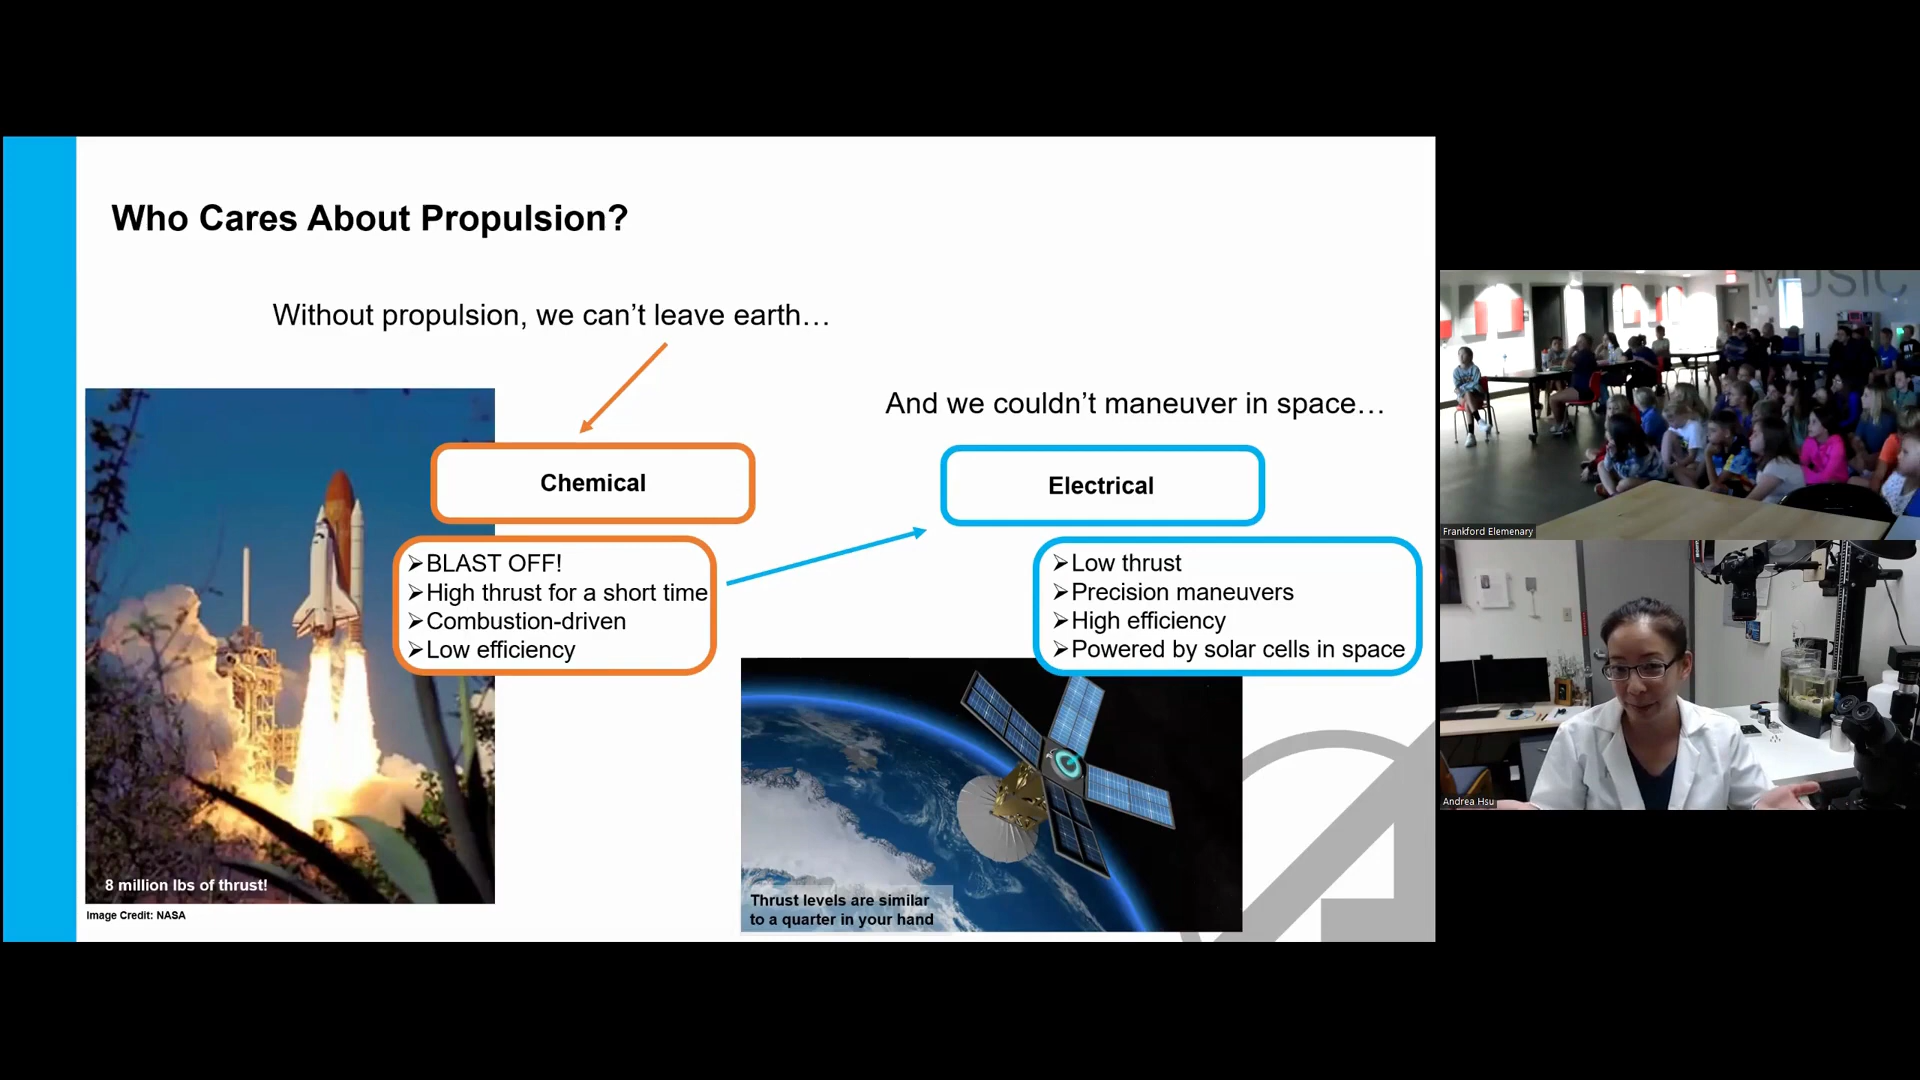 Who Cares About Propulsion?
Without propulsion, we can’t leave earth…
And we couldn’t maneuver in space…
Chemical
Electrical
➢BLAST OFF!
➢High thrust for a short time
➢Combustion-driven
➢Low efficiency
➢Low thrust
➢Precision maneuvers
➢High efficiency
➢Powered by solar cells in space
8 million lbs of thrust!
Image Credit: NASA
Thrust levels are similar
to a quarter in your hand
MUSIC
Frankford Elemenary
Andrea Hsu